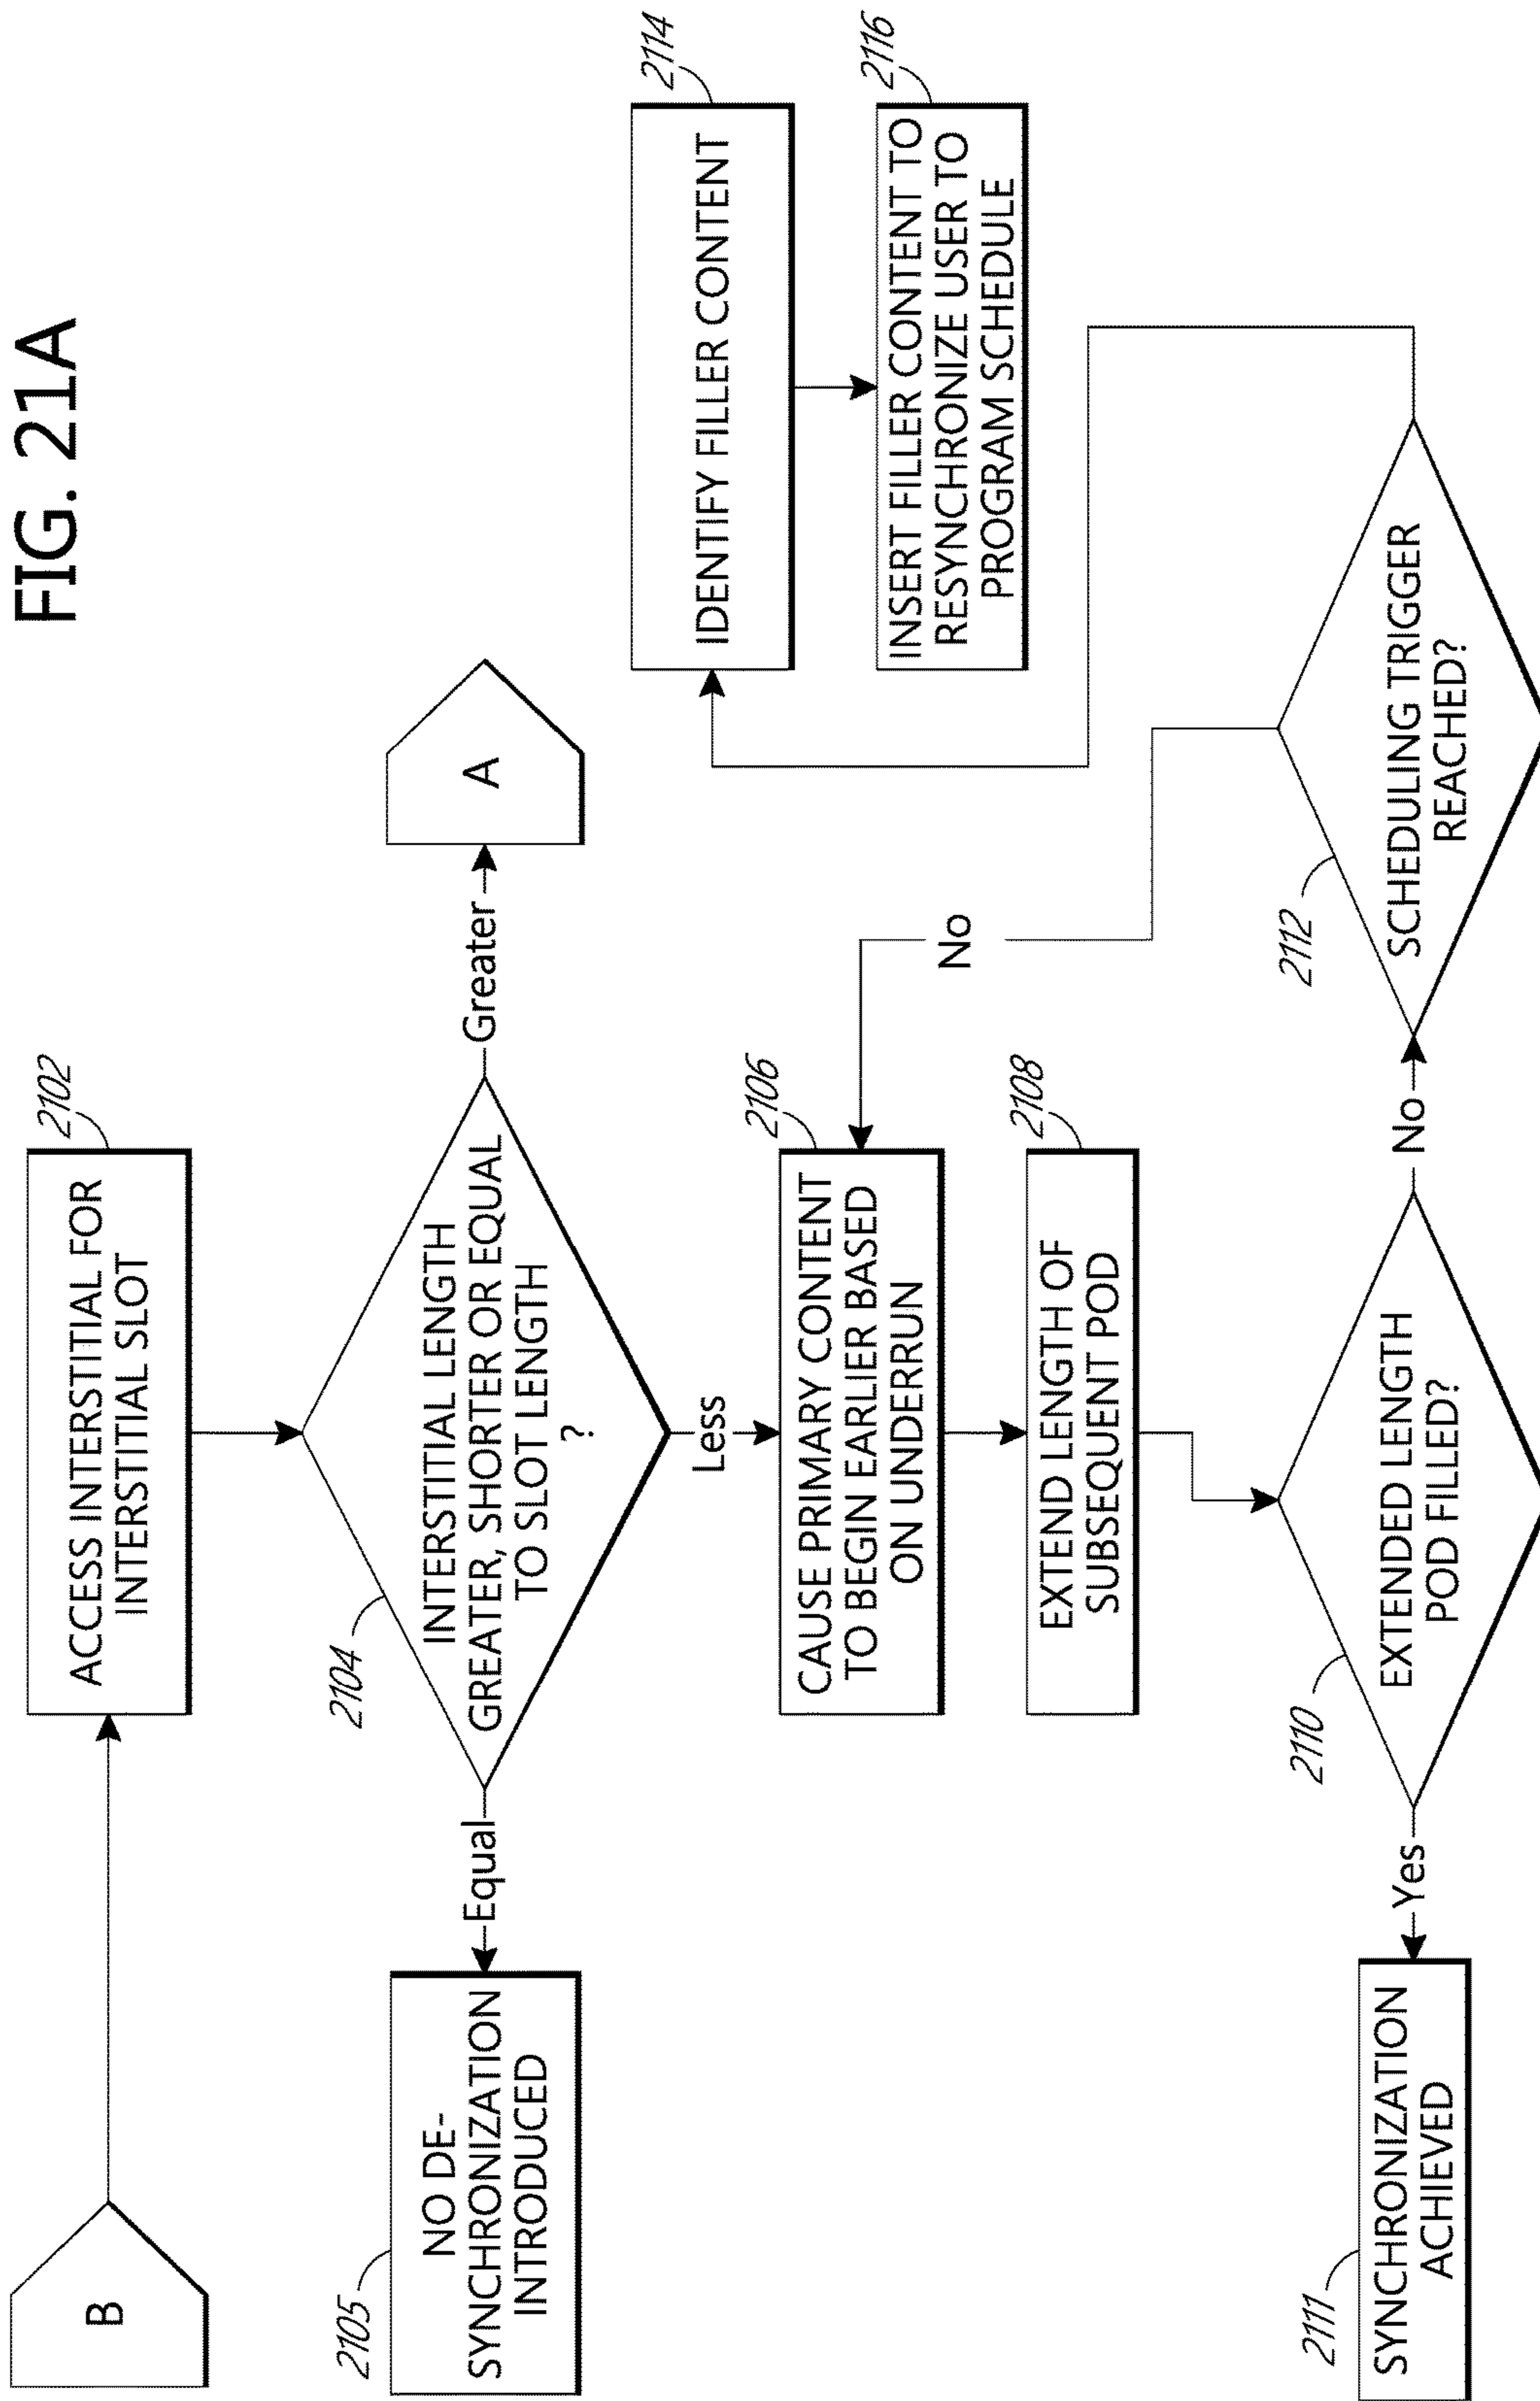 FIG. 21A
B
2102
ACCESS INTERSTITIAL FOR
INTERSTITIAL SLOT
2104
INTERSTITIAL LENGTH
GREATER, SHORTER OR EQUAL
TO SLOT LENGTH
?
Equal
Greater
A
2105
NO DE-
SYNCHRONIZATION
INTRODUCED
Less
2106
CAUSE PRIMARY CONTENT
TO BEGIN EARLIER BASED
ON UNDERRUN
No
2108
EXTEND LENGTH OF
SUBSEQUENT POD
2110
EXTENDED LENGTH
POD FILLED?
Yes
No
2111
SYNCHRONIZATION
ACHIEVED
2112
SCHEDULING TRIGGER
REACHED?
2114
IDENTIFY FILLER CONTENT
2116
INSERT FILLER CONTENT TO
RESYNCHRONIZE USER TO
PROGRAM SCHEDULE